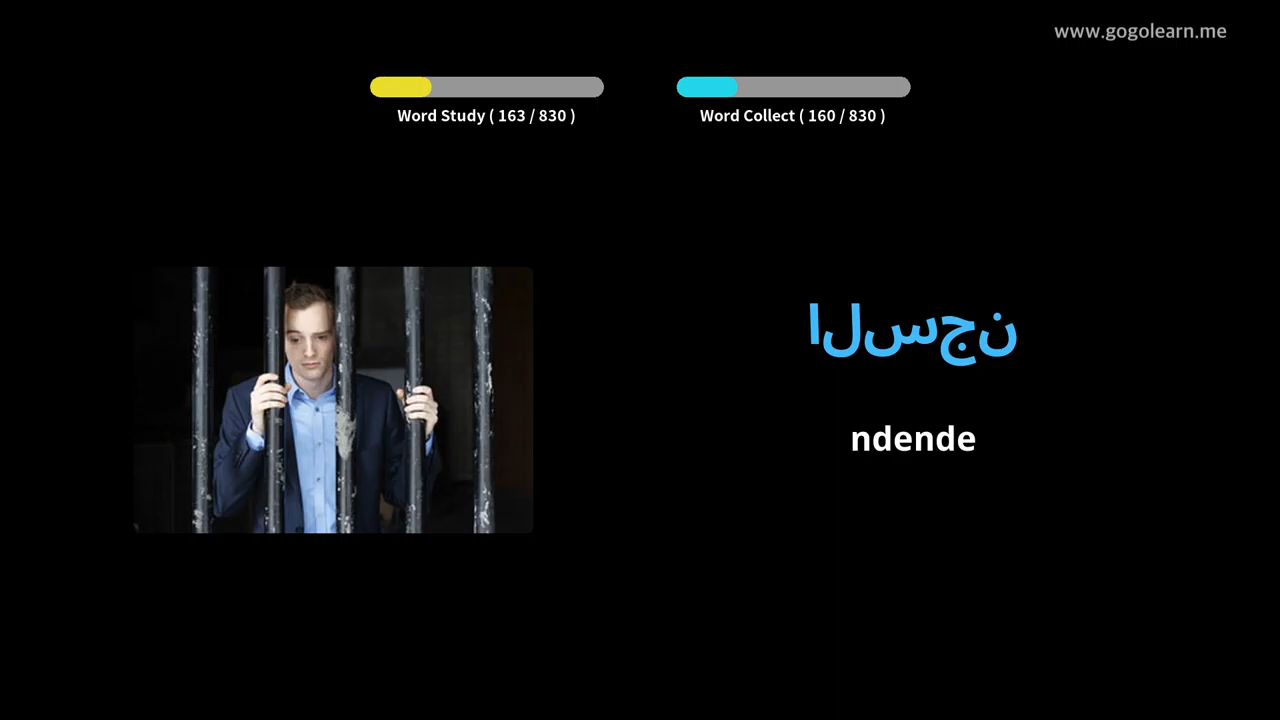 www.gogolearn.me
Word Study ( 163 / 830 )
Word Collect ( 160 / 830 )
السجن
ndende